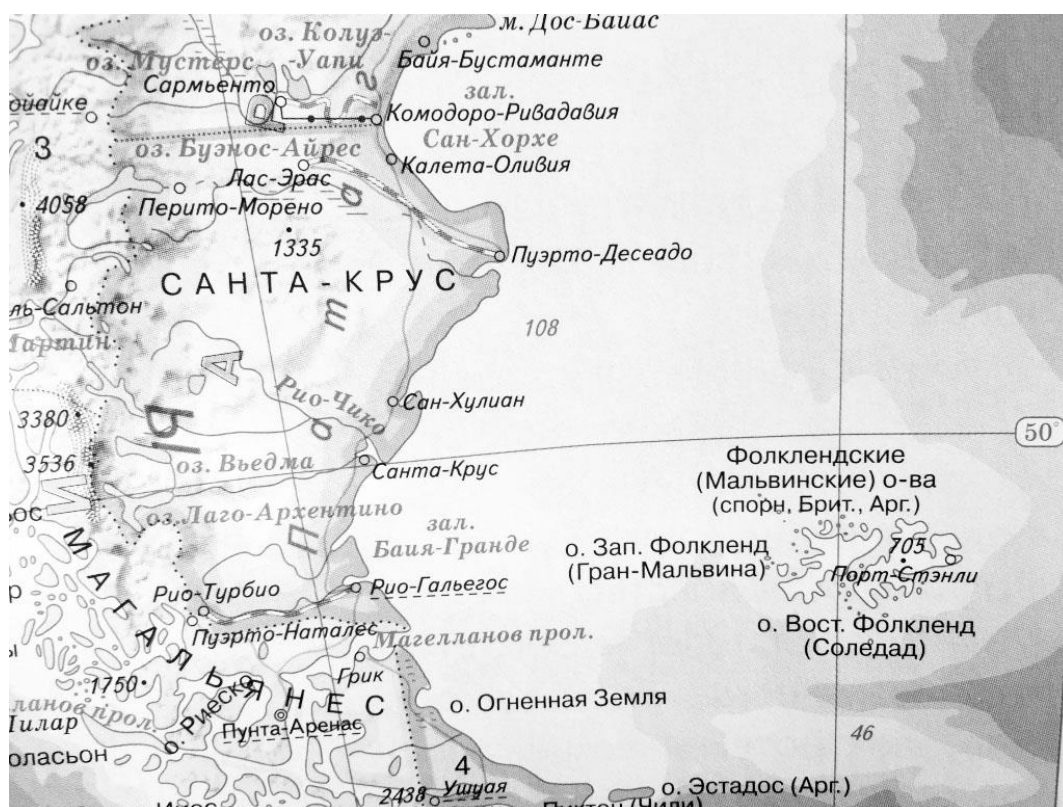 м. Дос-Баиас
оз. Колуэ-
-Уапи
Байя-Бустаманте
оз. Мустерс
Сармьенто
зал.
Комодоро-Ривадавия
3
оз. Буэнос-Айрес
Сан-Хорхе
Калета-Оливия
Лас-Эрас
4058
Перито-Морено
1335
Пуэрто-Десеадо
САНТА-КРУС
108
3380
Рио-Чико
Сан-Хулиан
50°
3536
оз. Вьедма
Санта-Крус
Фолклендские
(Мальвинские) о-ва
(спорн, Брит., Арг.)
оз. Лаго-Архентино
зал.
Баия-Гранде
о. Зап. Фолкленд
(Гран-Мальвина)
705
Порт-Стэнли
Рио-Турбио
Рио-Гальегос
Пуэрто-Наталес
Магелланов прол.
о. Вост. Фолкленд
(Соледад)
МАГАЛЬЯНЕС
1750
Грик
о. Риеско
Пунта-Аренас
о. Огненная Земля
46
4
2438
Ушуая
о. Эстадос (Арг.)